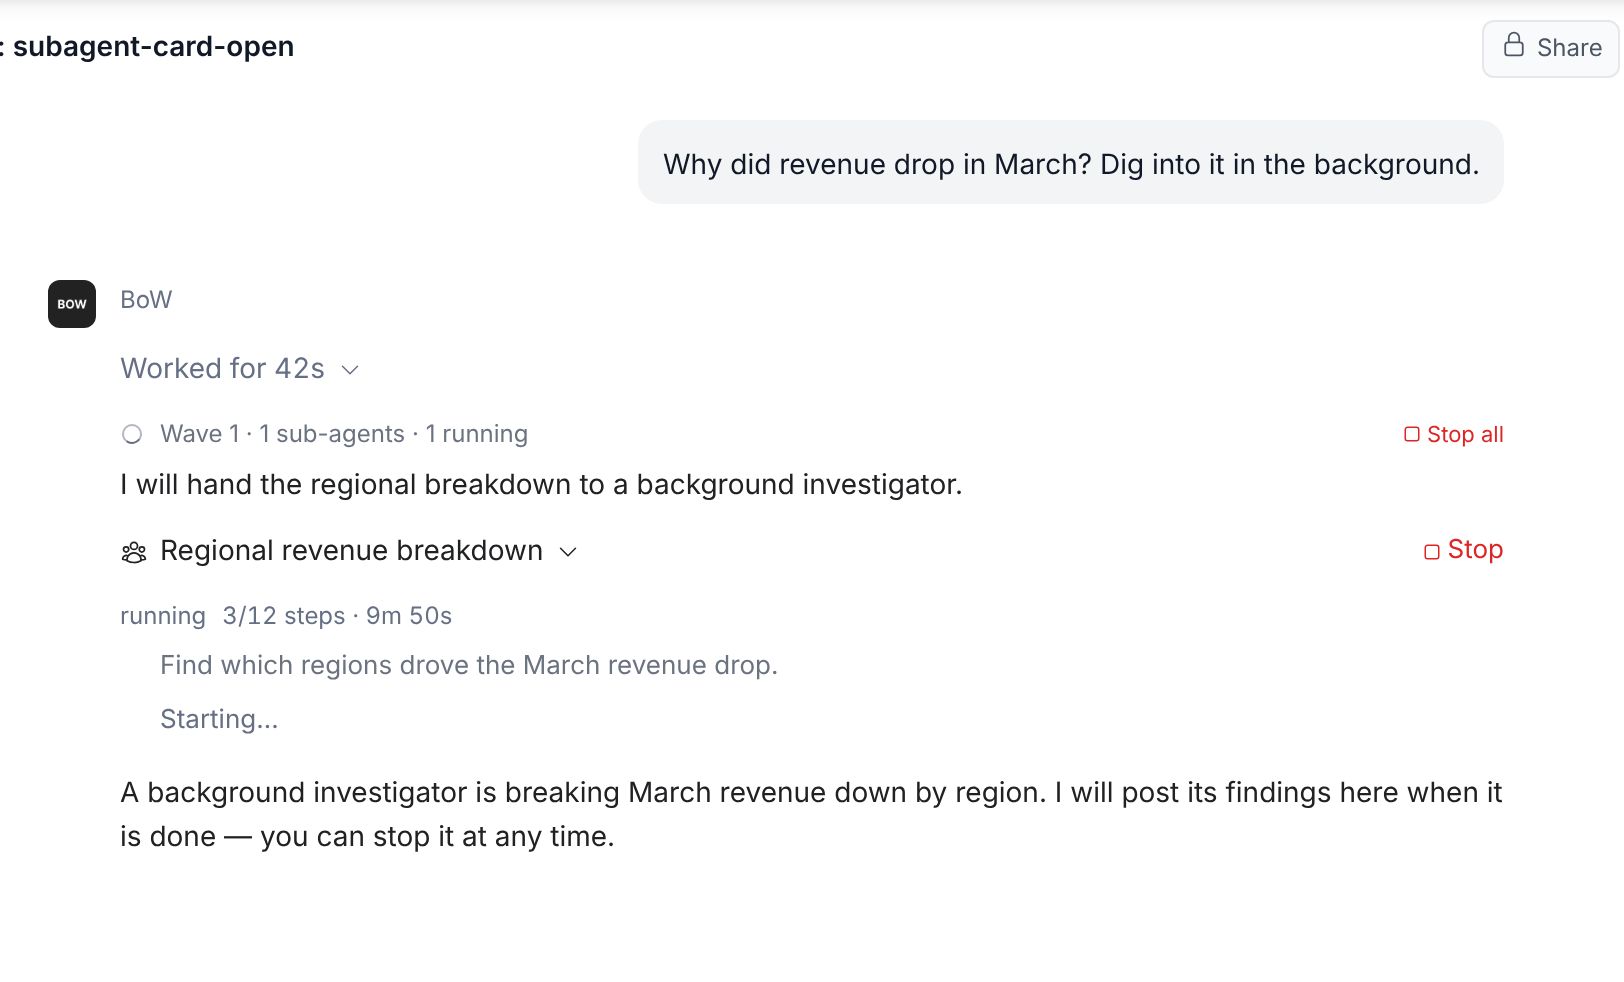 : subagent-card-open
Share
Why did revenue drop in March? Dig into it in the background.
BOW
BoW
Worked for 42s
Wave 1 · 1 sub-agents · 1 running
Stop all
I will hand the regional breakdown to a background investigator.
Regional revenue breakdown
Stop
running 3/12 steps · 9m 50s
Find which regions drove the March revenue drop.
Starting...
A background investigator is breaking March revenue down by region. I will post its findings here when it
is done — you can stop it at any time.